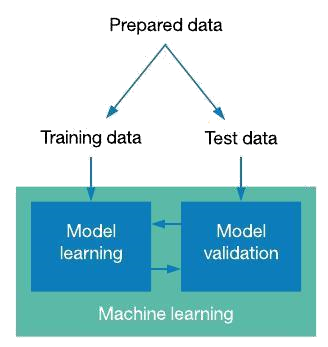 Prepared data
Training data
Test data
Model
learning
Model
validation
Machine learning